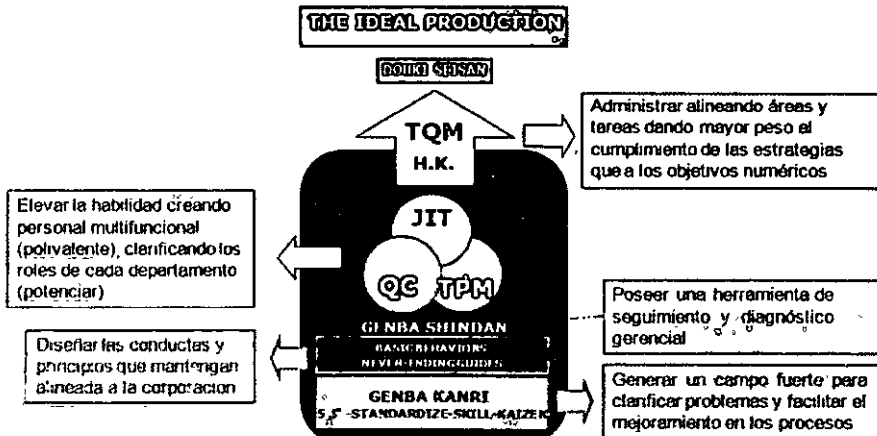 THE IDEAL PRODUCTION
DOUKI SEISAN
TQM
H.K.
Administrar alineando áreas y
tareas dando mayor peso al
cumplimiento de las estrategias
que a los objetivos numéricos
Elevar la habilidad creando
personal multifuncional
(polivalente), clarificando los
roles de cada departamento
(potenciar)
JIT
QC
TPM
GENBA SHINDAN
Poseer una herramienta de
seguimiento y diagnóstico
gerencial
Diseñar las conductas y
principios que mantengan
alineada a la corporación
BASIC BEHAVIORS
NEVER-ENDING GUIDES
GENBA KANRI
5,S -STANDARDIZE-SKILL-KAIZEN
Generar un campo fuerte para
clarificar problemas y facilitar el
mejoramiento en los procesos